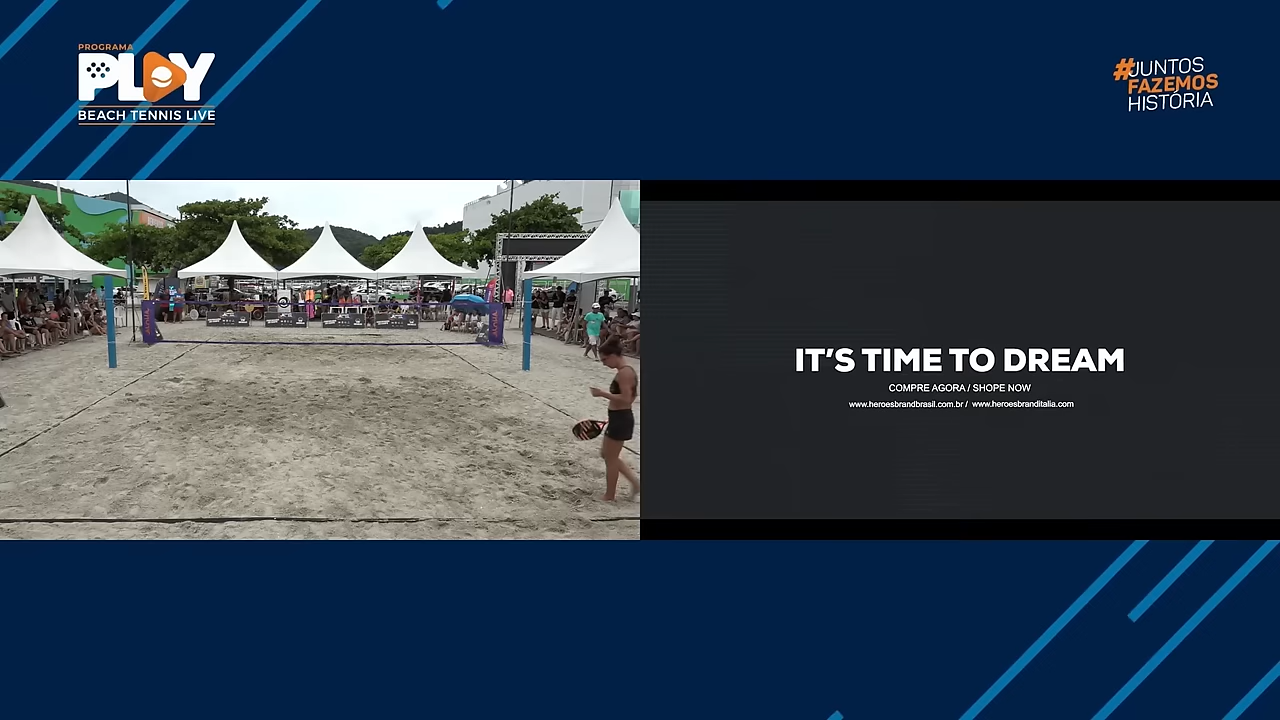 PROGRAMA
PLAY
BEACH TENNIS LIVE
#JUNTOS
FAZEMOS
HISTÓRIA
IT'S TIME TO DREAM
COMPRE AGORA / SHOPE NOW
www.heroesbrandbrasil.com.br / www.heroesbranditalia.com